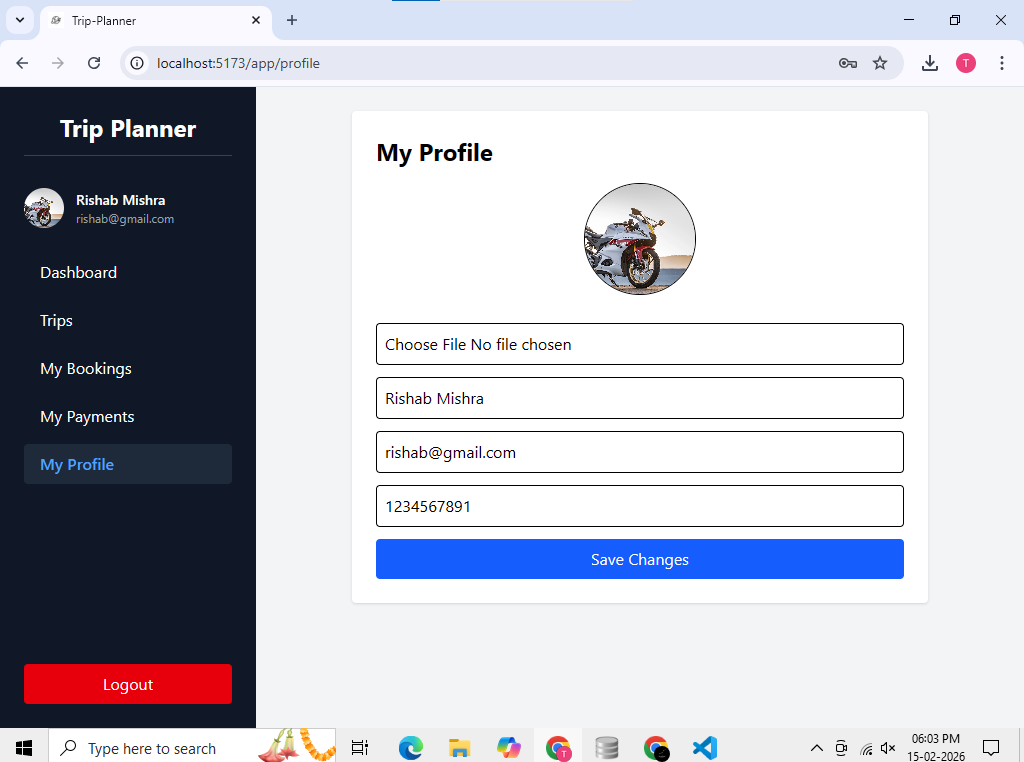 Trip-Planner
localhost:5173/app/profile
T
Trip Planner
Rishab Mishra
rishab@gmail.com
Dashboard
Trips
My Bookings
My Payments
My Profile
Logout
My Profile
Choose File No file chosen
Rishab Mishra
rishab@gmail.com
1234567891
Save Changes
Type here to search
T
06:03 PM
15-02-2026